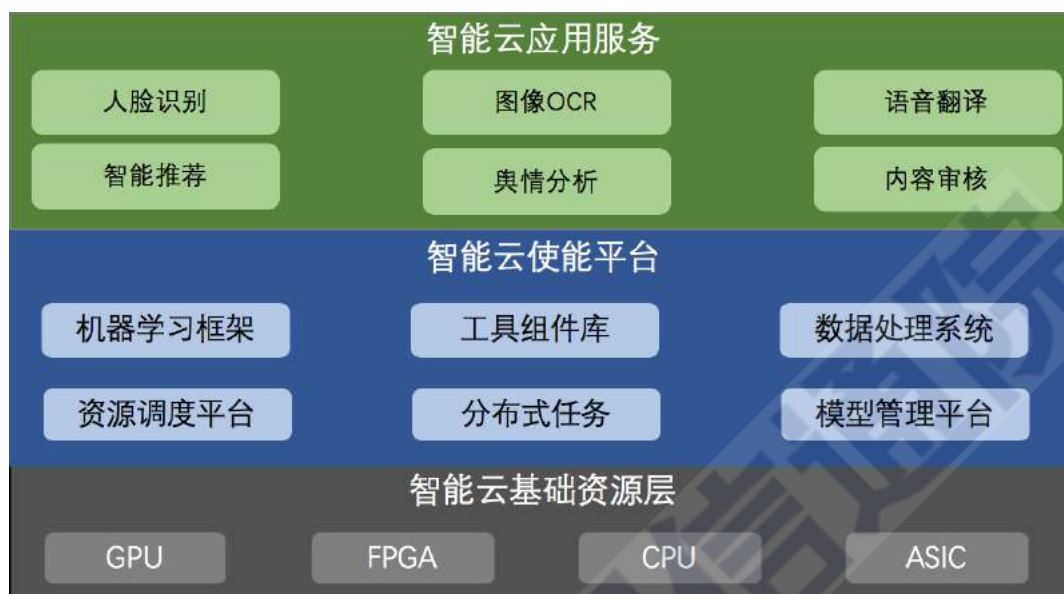 智能云应用服务
人脸识别 图像OCR 语音翻译
智能推荐 舆情分析 内容审核
智能云使能平台
机器学习框架 工具组件库 数据处理系统
资源调度平台 分布式任务 模型管理平台
智能云基础资源层
GPU FPGA CPU ASIC
信通院